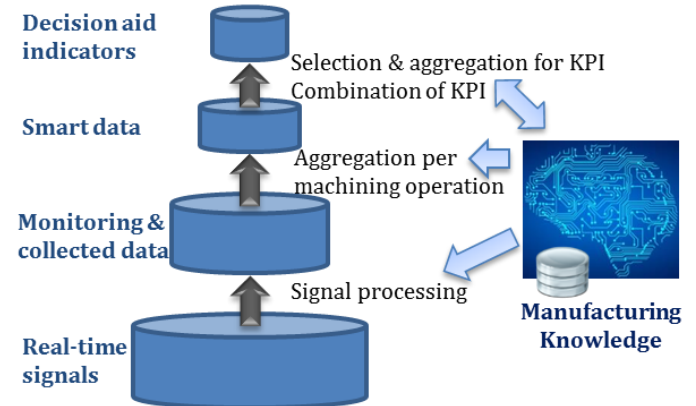 Decision aid
indicators
Selection & aggregation for KPI
Combination of KPI
Smart data
Aggregation per
machining operation
Monitoring &
collected data
Signal processing
Manufacturing
Knowledge
Real-time
signals